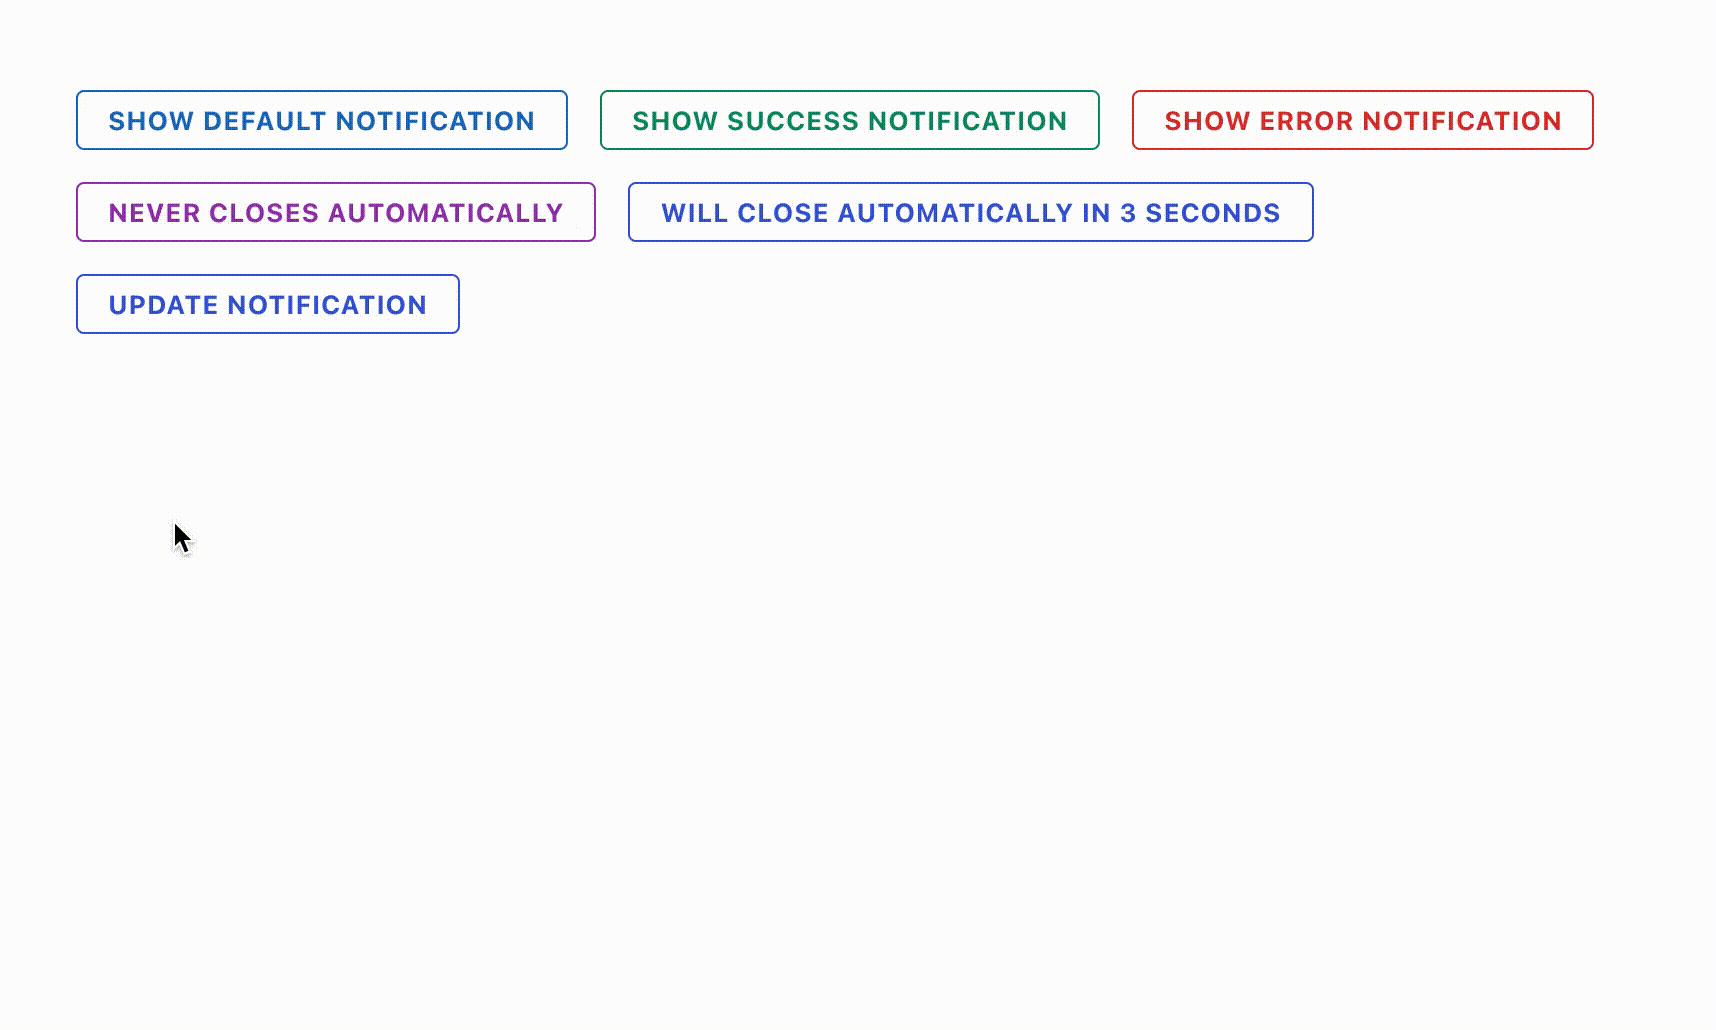 SHOW DEFAULT NOTIFICATION SHOW SUCCESS NOTIFICATION SHOW ERROR NOTIFICATION
NEVER CLOSES AUTOMATICALLY WILL CLOSE AUTOMATICALLY IN 3 SECONDS
UPDATE NOTIFICATION